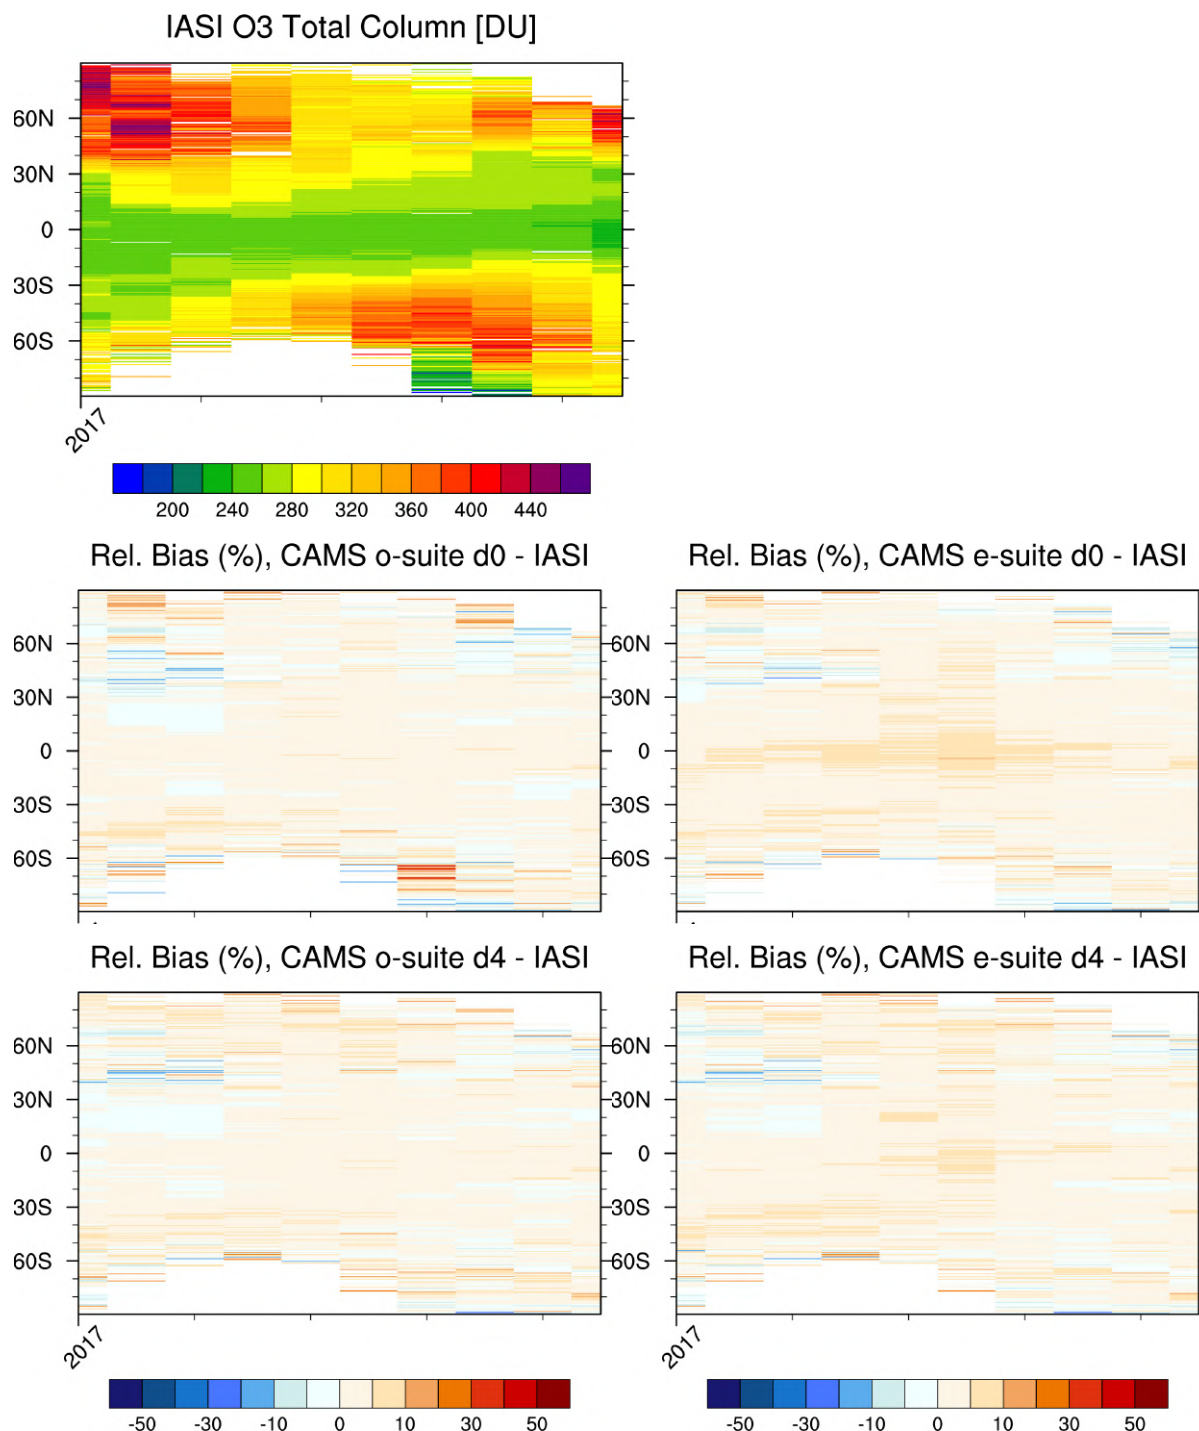 IASI O3 Total Column [DU]
60N
30N
0
30S
60S
2017
200 240 280 320 360 400 440
Rel. Bias (%), CAMS o-suite d0 - IASI
60N
30N
0
30S
60S
Rel. Bias (%), CAMS e-suite d0 - IASI
60N
30N
0
30S
60S
Rel. Bias (%), CAMS o-suite d4 - IASI
60N
30N
0
30S
60S
2017
-50 -30 -10 0 10 30 50
Rel. Bias (%), CAMS e-suite d4 - IASI
60N
30N
0
30S
60S
2017
-50 -30 -10 0 10 30 50